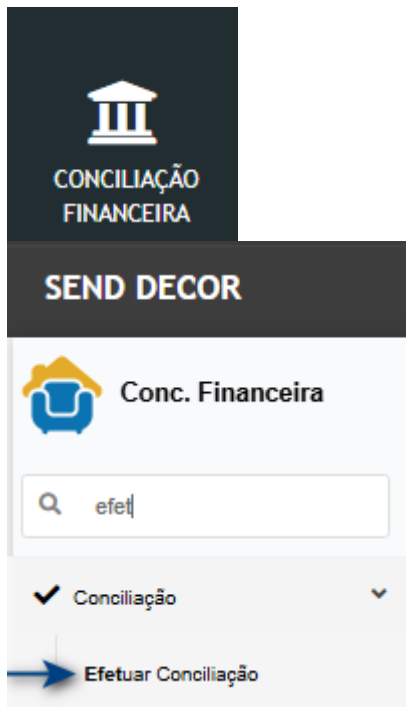 CONCILIAÇÃO
FINANCEIRA
SEND DECOR
Conc. Financeira
efet
Conciliação
Efetuar Conciliação